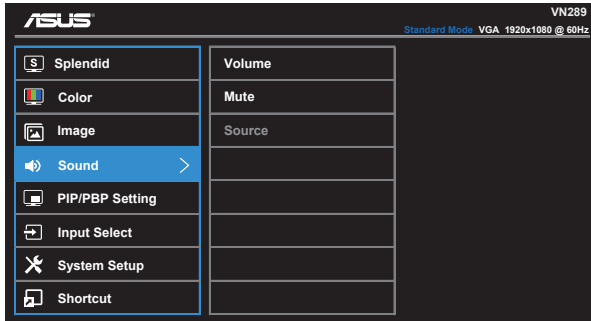 ASUS
VN289
Standard Mode VGA 1920x1080 @ 60Hz
S Splendid
Color
Image
Sound
PIP/PBP Setting
Input Select
System Setup
Shortcut
Volume
Mute
Source